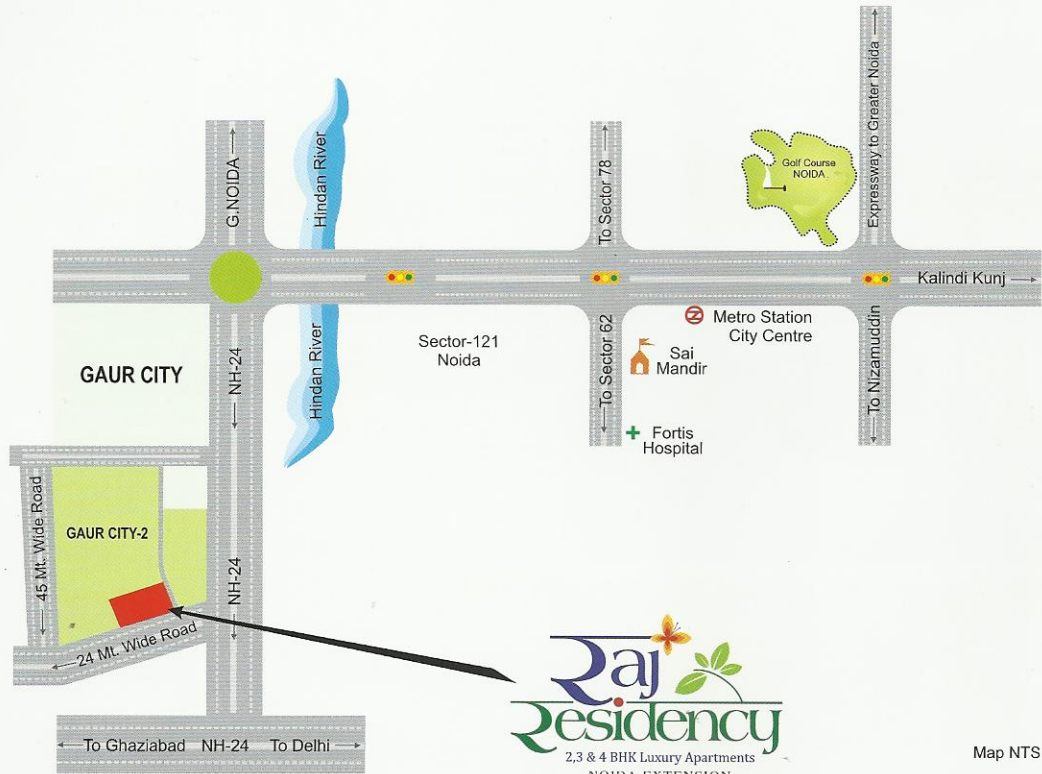 G.NOIDA
Hindan River
To Sector 78
Golf Course
NOIDA
Expressway to Greater Noida
Kalindi Kunj
GAUR CITY
NH-24
Hindan River
Sector-121
Noida
To Sector 62
Metro Station
City Centre
Sai
Mandir
Fortis
Hospital
To Nizamuddin
45 Mt. Wide Road
GAUR CITY-2
NH-24
24 Mt. Wide Road
To Ghaziabad NH-24 To Delhi
Raj
Residency
2,3 & 4 BHK Luxury Apartments
NOIDA EXTENSION
Map NTS